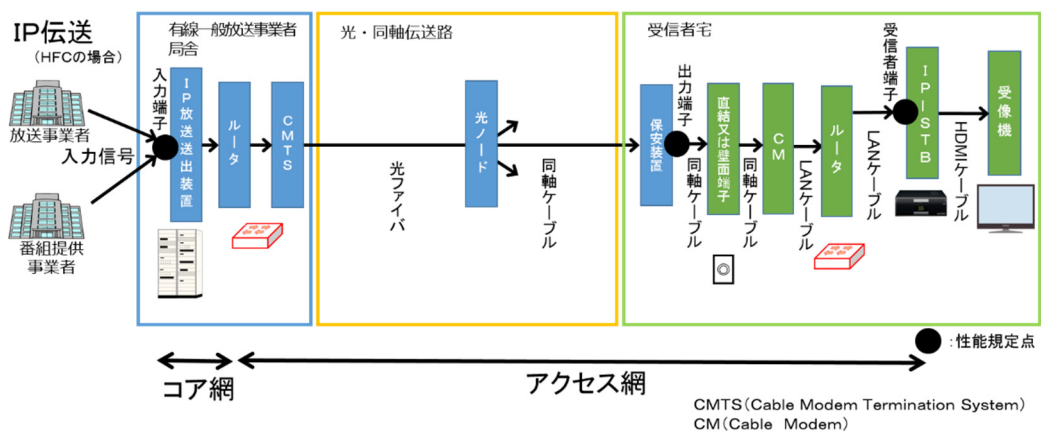 IP伝送
(HFCの場合)
放送事業者
入力信号
番組提供
事業者
有線一般放送事業者
局舎
入力端子
IP放送送出装置
ルータ
CMTS
光・同軸伝送路
光ファイバ
光ノード
同軸ケーブル
受信者宅
保安装置
出力端子
同軸ケーブル
直結又は壁面端子
同軸ケーブル
CM
LANケーブル
ルータ
LANケーブル
受信者端子
IP-STB
HDMIケーブル
受像機
:性能規定点
コア網
アクセス網
CMTS(Cable Modem Termination System)
CM(Cable Modem)